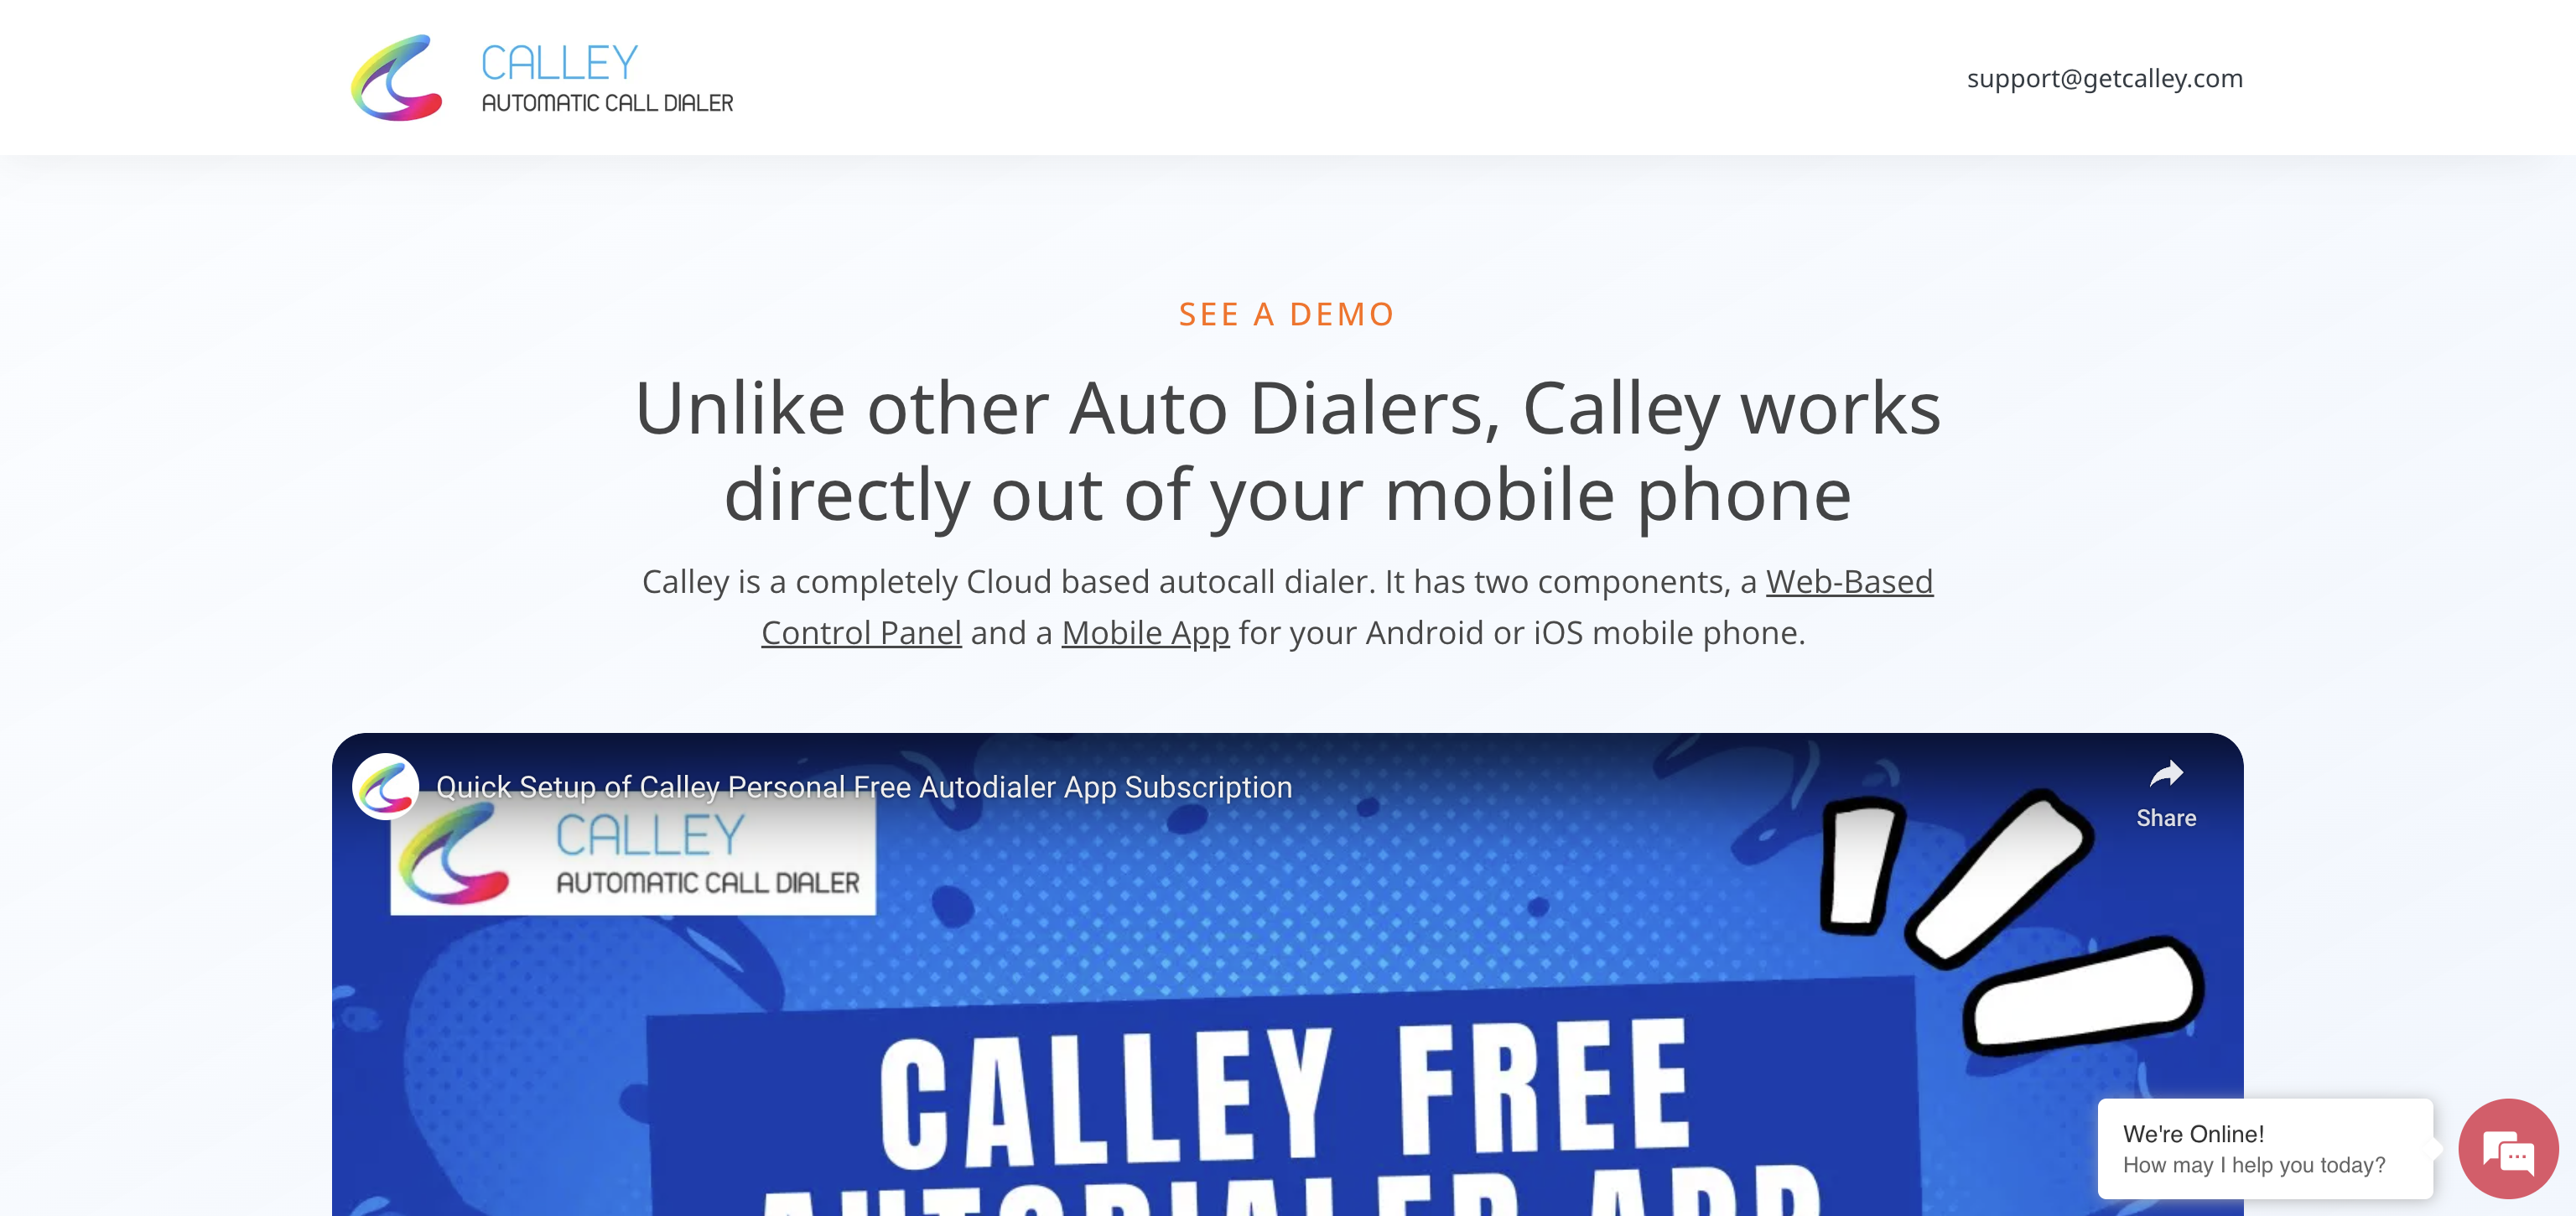 CALLEY
AUTOMATIC CALL DIALER
support@getcalley.com
SEE A DEMO
Unlike other Auto Dialers, Calley works
directly out of your mobile phone
Calley is a completely Cloud based autocall dialer. It has two components, a Web-Based
Control Panel and a Mobile App for your Android or iOS mobile phone.
Quick Setup of Calley Personal Free Autodialer App Subscription
Share
CALLEY
AUTOMATIC CALL DIALER
CALLEY FREE
AUTODIALER APP
We're Online!
How may I help you today?